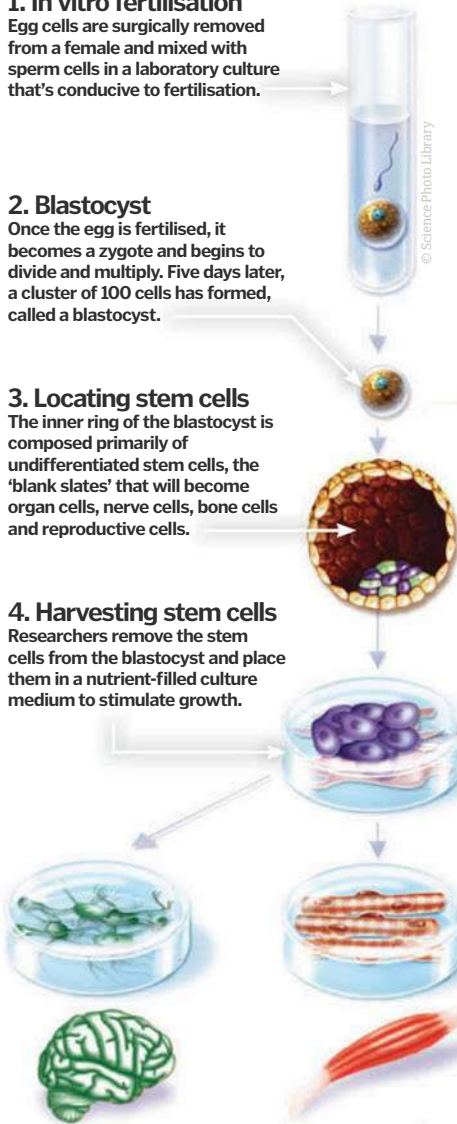 1. In vitro fertilisation
Egg cells are surgically removed
from a female and mixed with
sperm cells in a laboratory culture
that's conducive to fertilisation.
© Science Photo Library
2. Blastocyst
Once the egg is fertilised, it
becomes a zygote and begins to
divide and multiply. Five days later,
a cluster of 100 cells has formed,
called a blastocyst.
3. Locating stem cells
The inner ring of the blastocyst is
composed primarily of
undifferentiated stem cells, the
‘blank slates’ that will become
organ cells, nerve cells, bone cells
and reproductive cells.
4. Harvesting stem cells
Researchers remove the stem
cells from the blastocyst and place
them in a nutrient-filled culture
medium to stimulate growth.